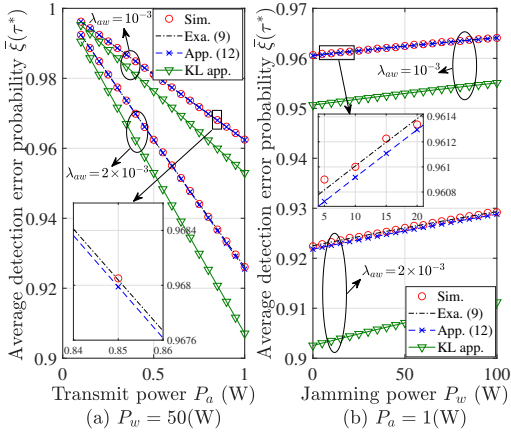 Average detection error probability ξ̄(τ*)
1
0.98
0.96
0.94
0.92
0.9
λaw=10⁻³
Sim.
Exa. (9)
App. (12)
KL app.
λaw=2×10⁻³
0.9684
0.968
0.9676
0.84 0.85 0.86
0 0.5 1
Transmit power Pa (W)
(a) Pw = 50(W)
Average detection error probability ξ̄(τ*)
0.97
0.96
0.95
0.94
0.93
0.92
0.91
0.9
λaw=10⁻³
0.9614
0.961
0.9608
5 10 15 20
λaw=2×10⁻³
Sim.
Exa. (9)
App. (12)
KL app.
0 50 100
Jamming power Pw (W)
(b) Pa = 1(W)